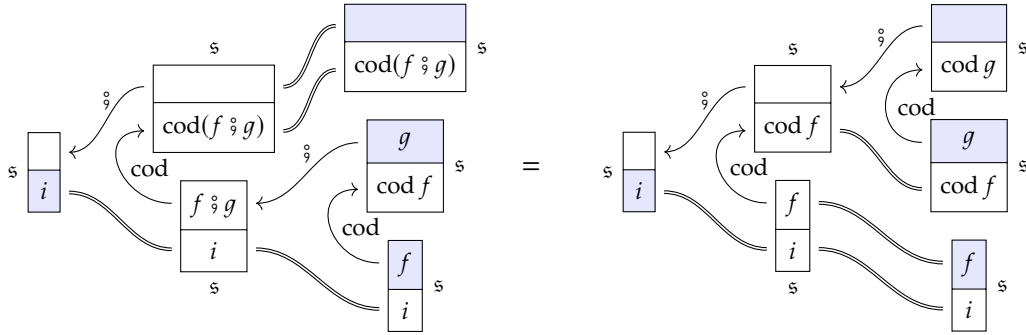 𝔰
cod(f ⨟ g)
𝔰
⨟
cod(f ⨟ g)
cod
𝔰
i
⨟
g
cod f
𝔰
f ⨟ g
i
𝔰
cod
f
i
𝔰
=
𝔰
⨟
cod g
𝔰
⨟
cod f
cod
cod
𝔰
i
g
cod f
𝔰
f
i
𝔰
f
i
𝔰